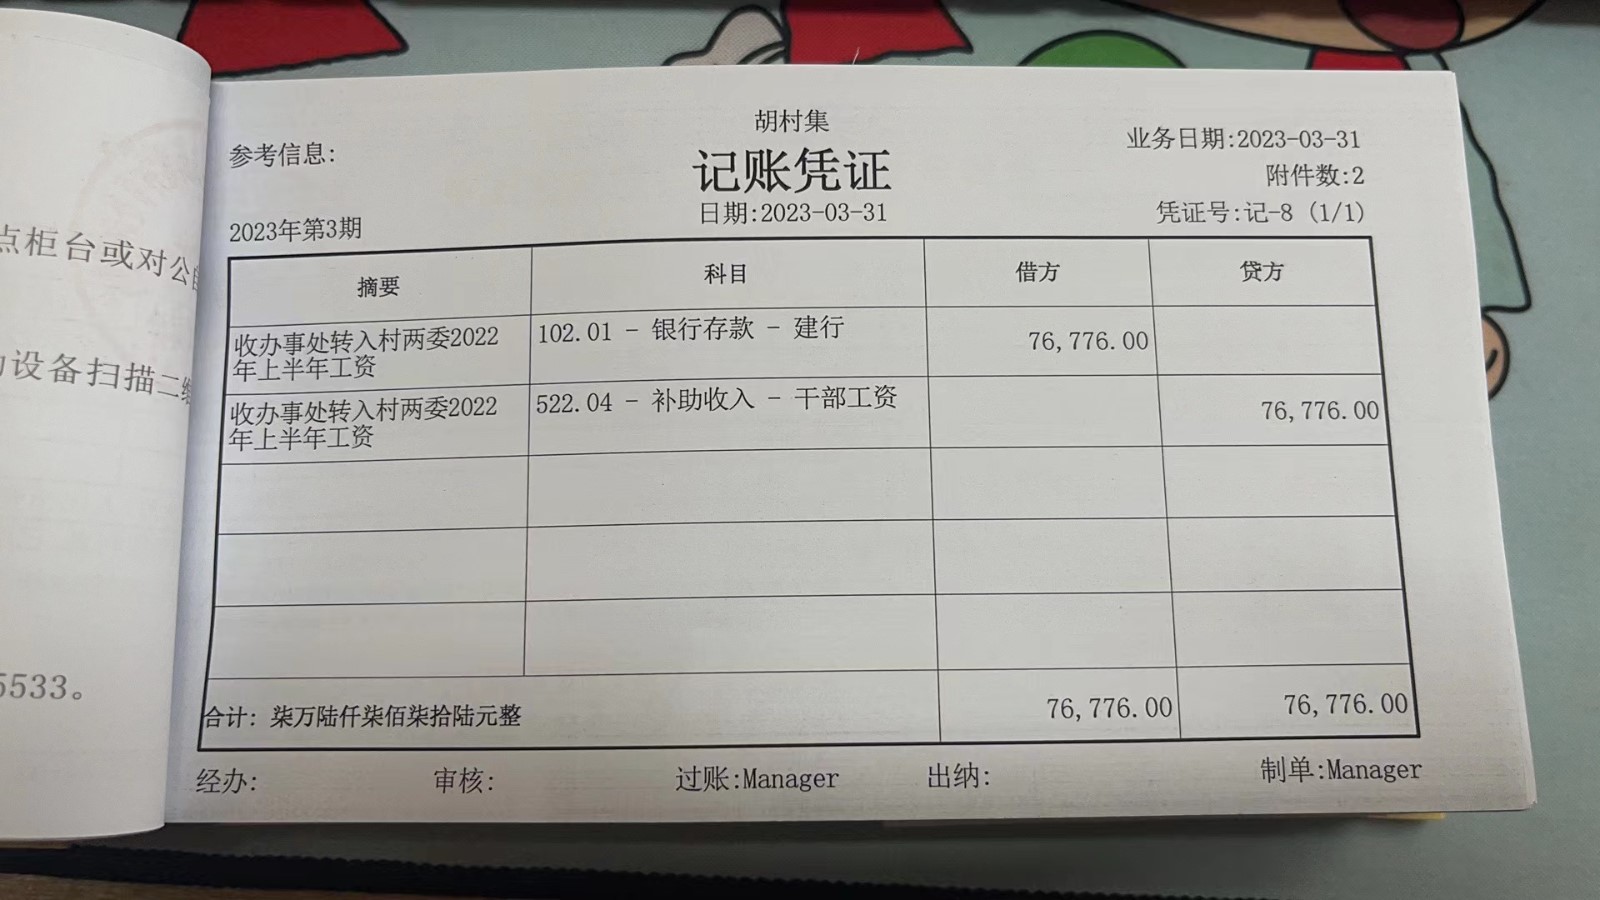 点柜台或对公
设备扫描二
5533。
胡村集
参考信息:
记账凭证
业务日期:2023-03-31
附件数:2
2023年第3期
日期:2023-03-31
凭证号:记-8 (1/1)
摘要 科目 借方 贷方
收办事处转入村两委2022 102.01 - 银行存款 - 建行 76,776.00
年上半年工资
收办事处转入村两委2022 522.04 - 补助收入 - 干部工资 76,776.00
年上半年工资
合计: 柒万陆仟柒佰柒拾陆元整 76,776.00 76,776.00
经办: 审核: 过账:Manager 出纳: 制单:Manager